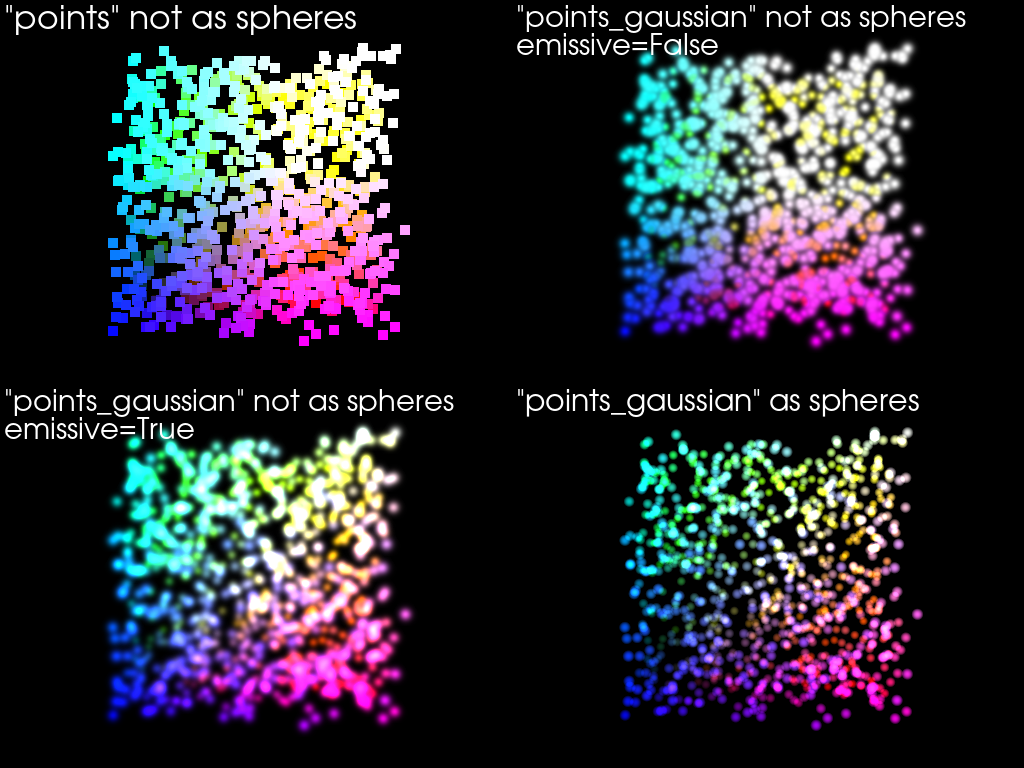 "points" not as spheres
"points_gaussian" not as spheres
emissive=False
"points_gaussian" not as spheres
emissive=True
"points_gaussian" as spheres